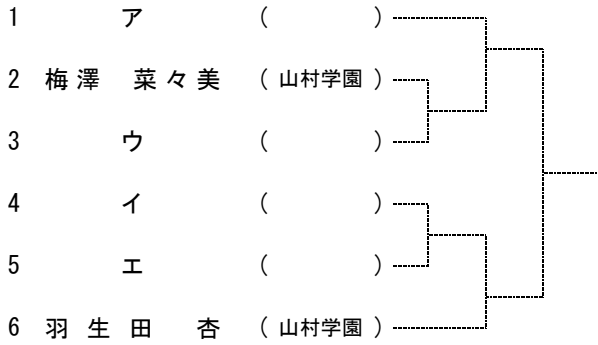 1 ア ( )
2 梅澤 菜々美 ( 山村学園 )
3 ウ ( )
4 イ ( )
5 エ ( )
6 羽生田 杏 ( 山村学園 )